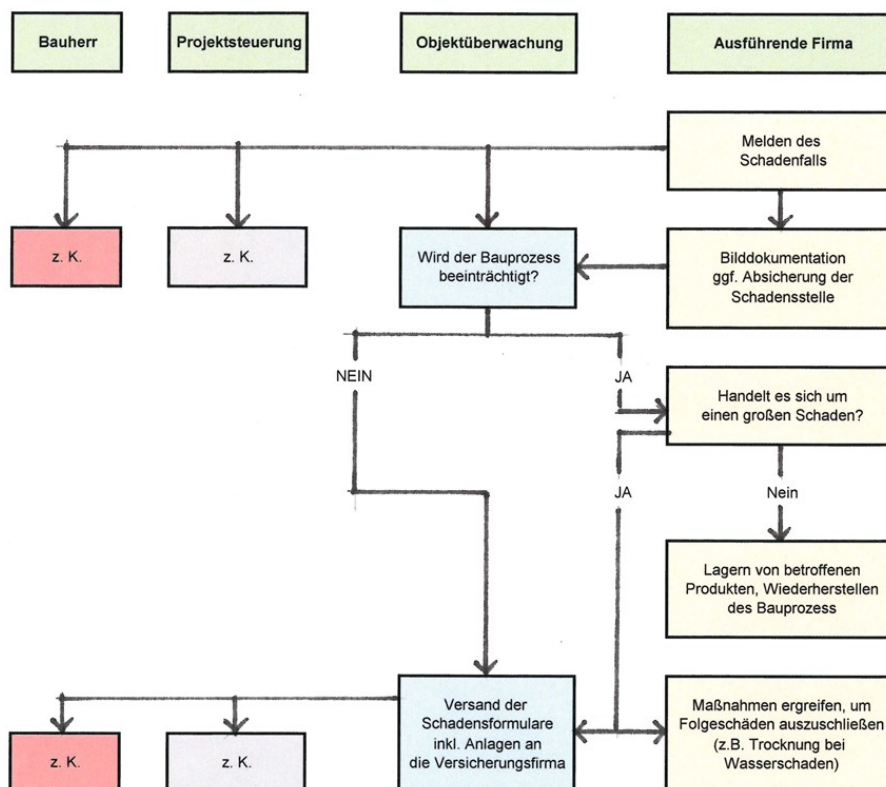 Bauherr
Projektsteuerung
Objektüberwachung
Ausführende Firma
Melden des
Schadenfalls
z. K.
z. K.
Wird der Bauprozess
beeinträchtigt?
Bilddokumentation
ggf. Absicherung der
Schadensstelle
NEIN
JA
Handelt es sich um
einen großen Schaden?
JA
Nein
Lagern von betroffenen
Produkten, Wiederherstellen
des Bauprozess
Versand der
Schadensformulare
inkl. Anlagen an
die Versicherungsfirma
Maßnahmen ergreifen, um
Folgeschäden auszuschließen
(z.B. Trocknung bei
Wasserschaden)
z. K.
z. K.